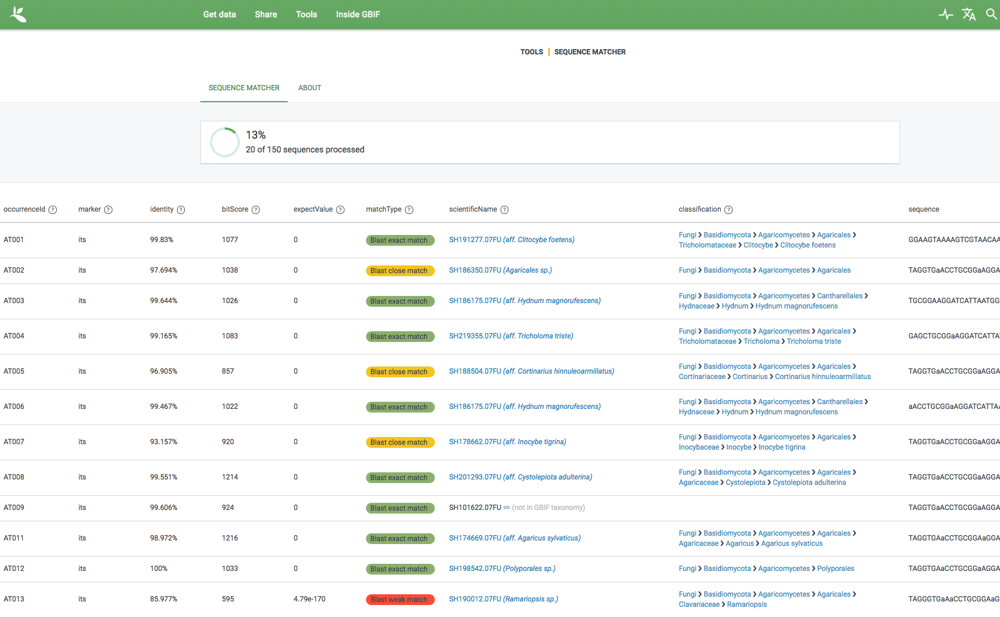 Get data Share Tools Inside GBIF
TOOLS SEQUENCE MATCHER
SEQUENCE MATCHER ABOUT
13%
20 of 150 sequences processed
occurrenceId ? marker ? identity ? bitScore ? expectValue ? matchType ? scientificName ? classification ? sequence
AT001 its 99.83% 1077 0 Blast exact match SH191277.07FU (aff. Clitocybe foetens) Fungi > Basidiomycota > Agaricomycetes > Agaricales > GGAAGTAAAAGTCGTAACAA
Tricholomataceae > Clitocybe > Clitocybe foetens
AT002 its 97.694% 1038 0 Blast close match SH186350.07FU (Agaricales sp.) Fungi > Basidiomycota > Agaricomycetes > Agaricales TAGGTGaACCTGCGGaAGGA
AT003 its 99.644% 1026 0 Blast exact match SH186175.07FU (aff. Hydnum magnorufescens) Fungi > Basidiomycota > Agaricomycetes > Cantharellales > TGCGGAAGGATCATTAATGG
Hydnaceae > Hydnum > Hydnum magnorufescens
AT004 its 99.165% 1083 0 Blast exact match SH219355.07FU (aff. Tricholoma triste) Fungi > Basidiomycota > Agaricomycetes > Agaricales > GAGCTGCGGaAGGATCATTAT
Tricholomataceae > Tricholoma > Tricholoma triste
AT005 its 96.905% 857 0 Blast close match SH188504.07FU (aff. Cortinarius hinnuleoarmillatus) Fungi > Basidiomycota > Agaricomycetes > Agaricales > TAGGTGaACCTGCGGaAGGA
Cortinariaceae > Cortinarius > Cortinarius hinnuleoarmillatus
AT006 its 99.467% 1022 0 Blast exact match SH186175.07FU (aff. Hydnum magnorufescens) Fungi > Basidiomycota > Agaricomycetes > Cantharellales > aACCTGCGGaAGGATCATTAA
Hydnaceae > Hydnum > Hydnum magnorufescens
AT007 its 93.157% 920 0 Blast close match SH178662.07FU (aff. Inocybe tigrina) Fungi > Basidiomycota > Agaricomycetes > Agaricales > TAGGTGaACCTGCGGaAGGA
Inocybaceae > Inocybe > Inocybe tigrina
AT008 its 99.551% 1214 0 Blast exact match SH201293.07FU (aff. Cystolepiota adulterina) Fungi > Basidiomycota > Agaricomycetes > Agaricales > TAGGTGaACCTGCGGaAGGA
Agaricaceae > Cystolepiota > Cystolepiota adulterina
AT009 its 99.606% 924 0 Blast exact match SH101622.07FU (not in GBIF taxonomy) TAGGTGaACCTGCGGaAGGA
AT011 its 98.972% 1216 0 Blast exact match SH174669.07FU (aff. Agaricus sylvaticus) Fungi > Basidiomycota > Agaricomycetes > Agaricales > TAGGTGAaCCTGCGGAaGGA
Agaricaceae > Agaricus > Agaricus sylvaticus
AT012 its 100% 1033 0 Blast exact match SH198542.07FU (Polyporales sp.) Fungi > Basidiomycota > Agaricomycetes > Polyporales TAGGTGAaCCTGCGGaAGGA
AT013 its 85.977% 595 4.79e-170 Blast weak match SH190012.07FU (Ramariopsis sp.) Fungi > Basidiomycota > Agaricomycetes > Agaricales > TAGGGTGaAaCCTGCGGAaG
Clavariaceae > Ramariopsis